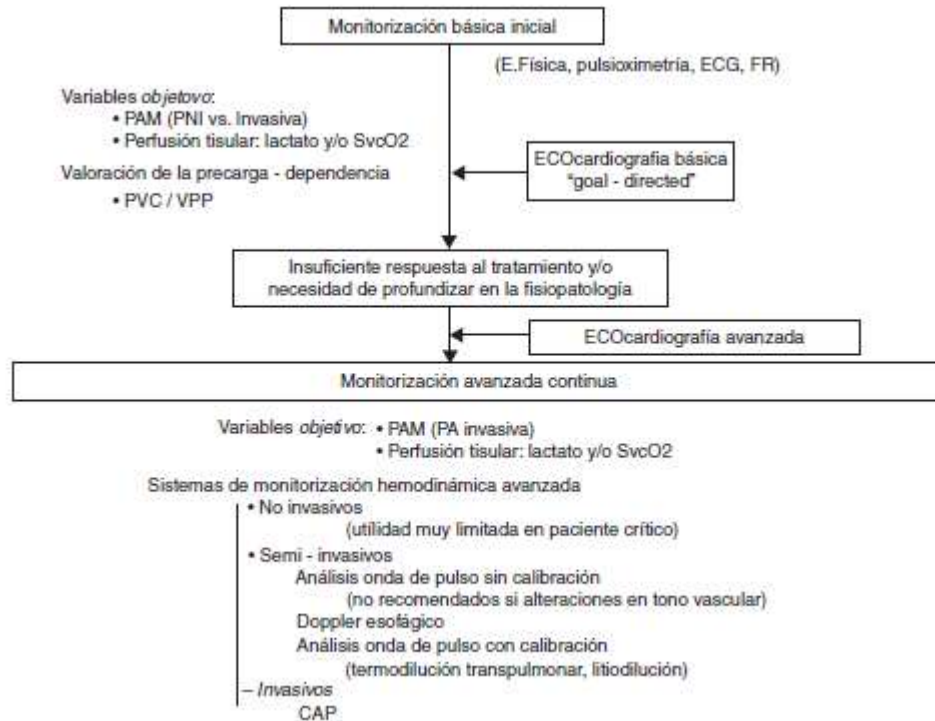 Monitorización básica inicial
(E.Física, pulsioximetría, ECG, FR)
Variables objetovo:
• PAM (PNI vs. Invasiva)
• Perfusión tisular: lactato y/o SvcO2
Valoración de la precarga - dependencia
• PVC / VPP
ECOcardiografia básica
"goal - directed"
Insuficiente respuesta al tratamiento y/o
necesidad de profundizar en la fisiopatología
ECOcardiografía avanzada
Monitorización avanzada continua
Variables objetivo: • PAM (PA invasiva)
• Perfusión tisular: lactato y/o SvcO2
Sistemas de monitorización hemodinámica avanzada
• No invasivos
(utilidad muy limitada en paciente crítico)
• Semi - invasivos
Análisis onda de pulso sin calibración
(no recomendados si alteraciones en tono vascular)
Doppler esofágico
Análisis onda de pulso con calibración
(termodilución transpulmonar, litiodilución)
– Invasivos
CAP